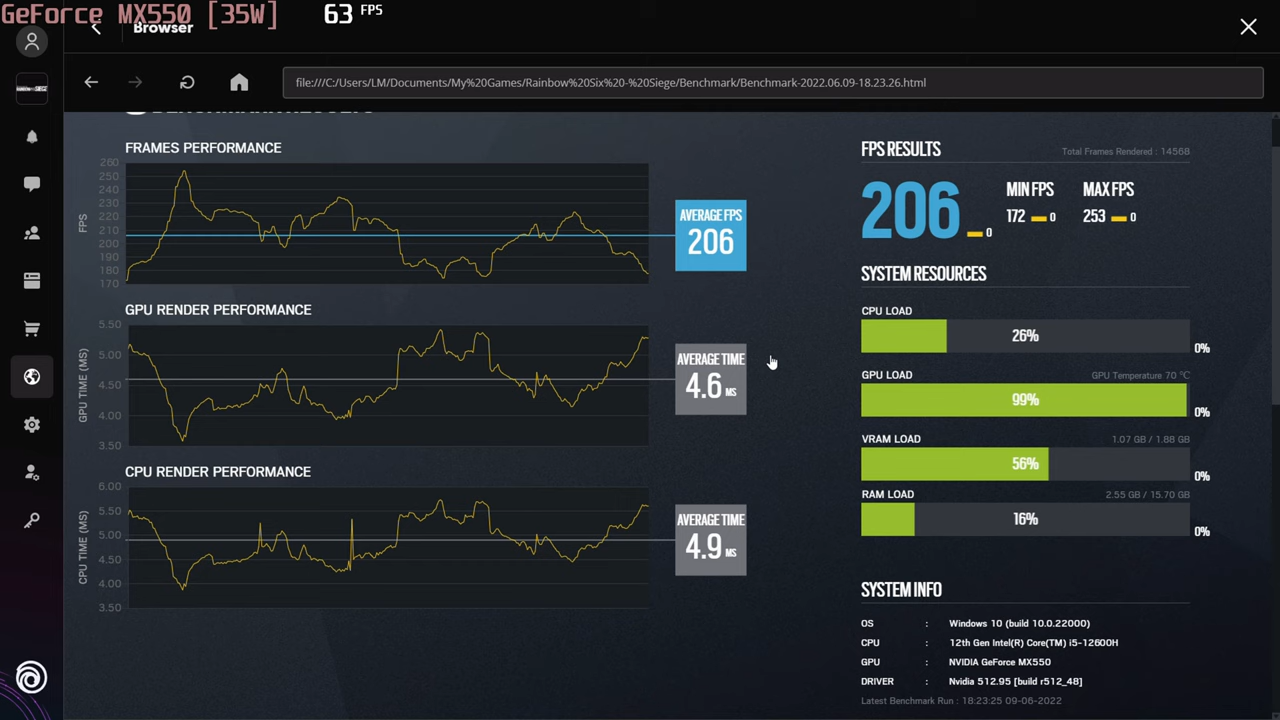 GeForce MX550 [35W] 63 FPS
Browser
file:///C:/Users/LM/Documents/My%20Games/Rainbow%20Six%20-%20Siege/Benchmark/Benchmark-2022.06.09-18.23.26.html
BENCHMARK RESULTS
FRAMES PERFORMANCE
260
250
240
230
220
210
200
190
180
170
FPS
AVERAGE FPS
206
GPU RENDER PERFORMANCE
5.50
5.00
4.50
4.00
3.50
GPU TIME (MS)
AVERAGE TIME
4.6 MS
CPU RENDER PERFORMANCE
6.00
5.50
5.00
4.50
4.00
3.50
CPU TIME (MS)
AVERAGE TIME
4.9 MS
FPS RESULTS
Total Frames Rendered : 14568
206 0
MIN FPS
172 0
MAX FPS
253 0
SYSTEM RESOURCES
CPU LOAD
26%
0%
GPU LOAD
GPU Temperature 70 °C
99%
0%
VRAM LOAD
1.07 GB / 1.88 GB
56%
0%
RAM LOAD
2.55 GB / 15.70 GB
16%
0%
SYSTEM INFO
OS : Windows 10 (build 10.0.22000)
CPU : 12th Gen Intel(R) Core(TM) i5-12600H
GPU : NVIDIA GeForce MX550
DRIVER : Nvidia 512.95 [build r512_48]
Latest Benchmark Run : 18:23:25 09-06-2022